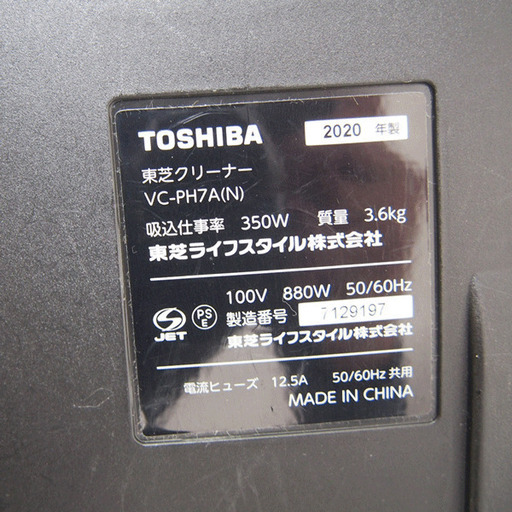 TOSHIBA 2020 年製
東芝クリーナー
VC-PH7A(N)
吸込仕事率 350W 質量 3.6kg
東芝ライフスタイル株式会社
100V 880W 50/60Hz
JET PSE 製造番号 7129197
東芝ライフスタイル株式会社
電流ヒューズ 12.5A 50/60Hz 共用
MADE IN CHINA